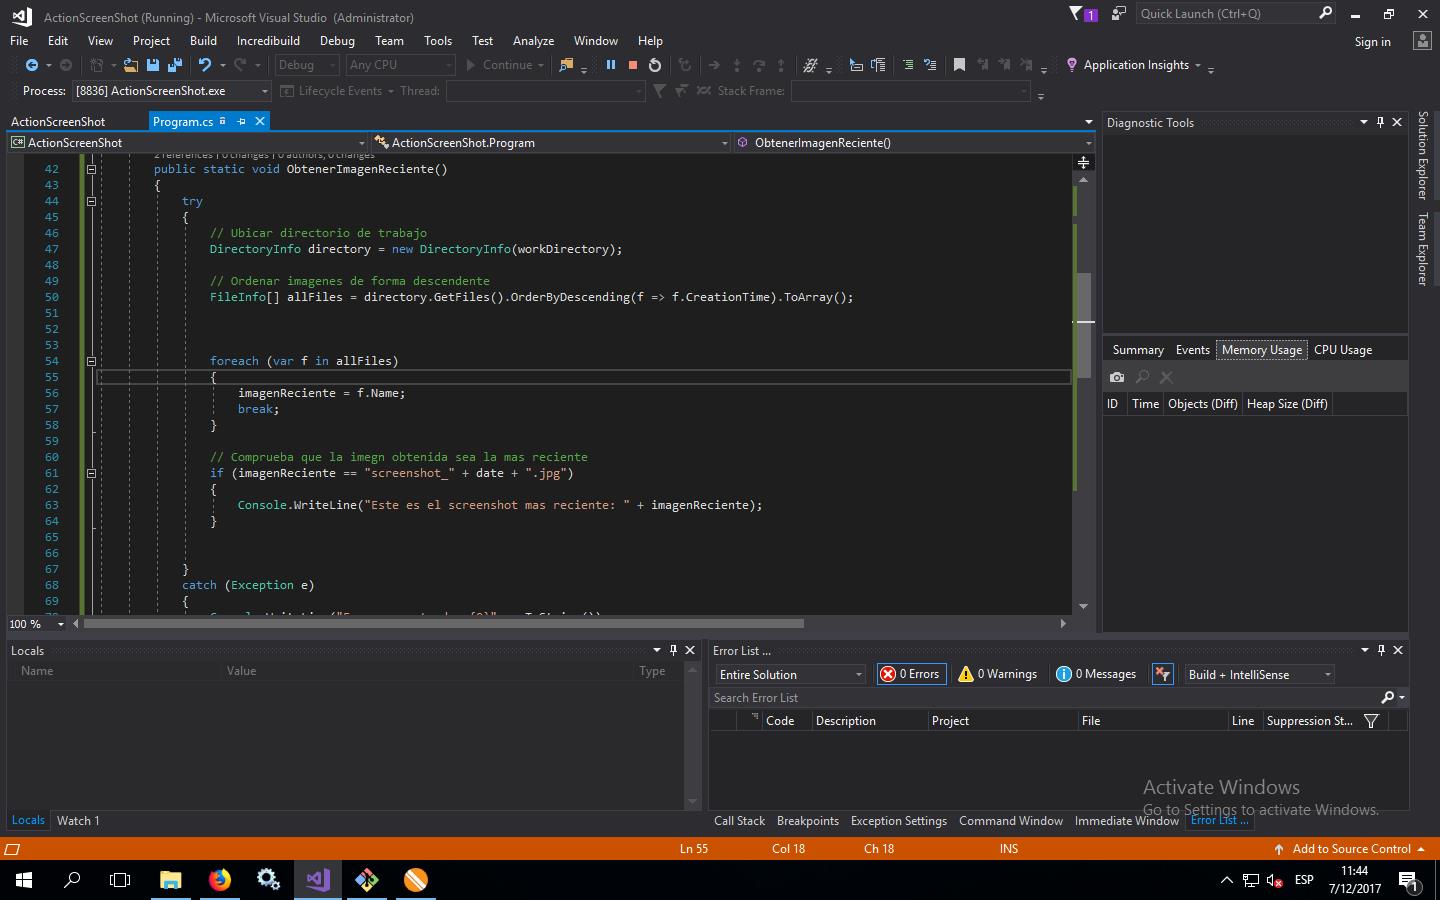 ActionScreenShot (Running) - Microsoft Visual Studio (Administrator)
1
Quick Launch (Ctrl+Q)
File Edit View Project Build Incredibuild Debug Team Tools Test Analyze Window Help
Sign in
Debug Any CPU Continue Application Insights
Process: [8836] ActionScreenShot.exe Lifecycle Events Thread: Stack Frame:
ActionScreenShot Program.cs
ActionScreenShot ActionScreenShot.Program ObtenerImagenReciente()
2 references | 0 changes | 0 authors, 0 changes
42 public static void ObtenerImagenReciente()
43 {
44 try
45 {
46 // Ubicar directorio de trabajo
47 DirectoryInfo directory = new DirectoryInfo(workDirectory);
48
49 // Ordenar imagenes de forma descendente
50 FileInfo[] allFiles = directory.GetFiles().OrderByDescending(f => f.CreationTime).ToArray();
51
52
53
54 foreach (var f in allFiles)
55 {
56 imagenReciente = f.Name;
57 break;
58 }
59
60 // Comprueba que la imegn obtenida sea la mas reciente
61 if (imagenReciente == "screenshot_" + date + ".jpg")
62 {
63 Console.WriteLine("Este es el screenshot mas reciente: " + imagenReciente);
64 }
65
66
67 }
68 catch (Exception e)
69 {
100 %
Diagnostic Tools
Summary Events Memory Usage CPU Usage
ID Time Objects (Diff) Heap Size (Diff)
Solution Explorer
Team Explorer
Locals
Name Value Type
Locals Watch 1
Error List ...
Entire Solution 0 Errors 0 Warnings 0 Messages Build + IntelliSense
Search Error List
Code Description Project File Line Suppression St...
Activate Windows
Go to Settings to activate Windows.
Call Stack Breakpoints Exception Settings Command Window Immediate Window Error List ...
Ln 55 Col 18 Ch 18 INS Add to Source Control
ESP
11:44
7/12/2017
1